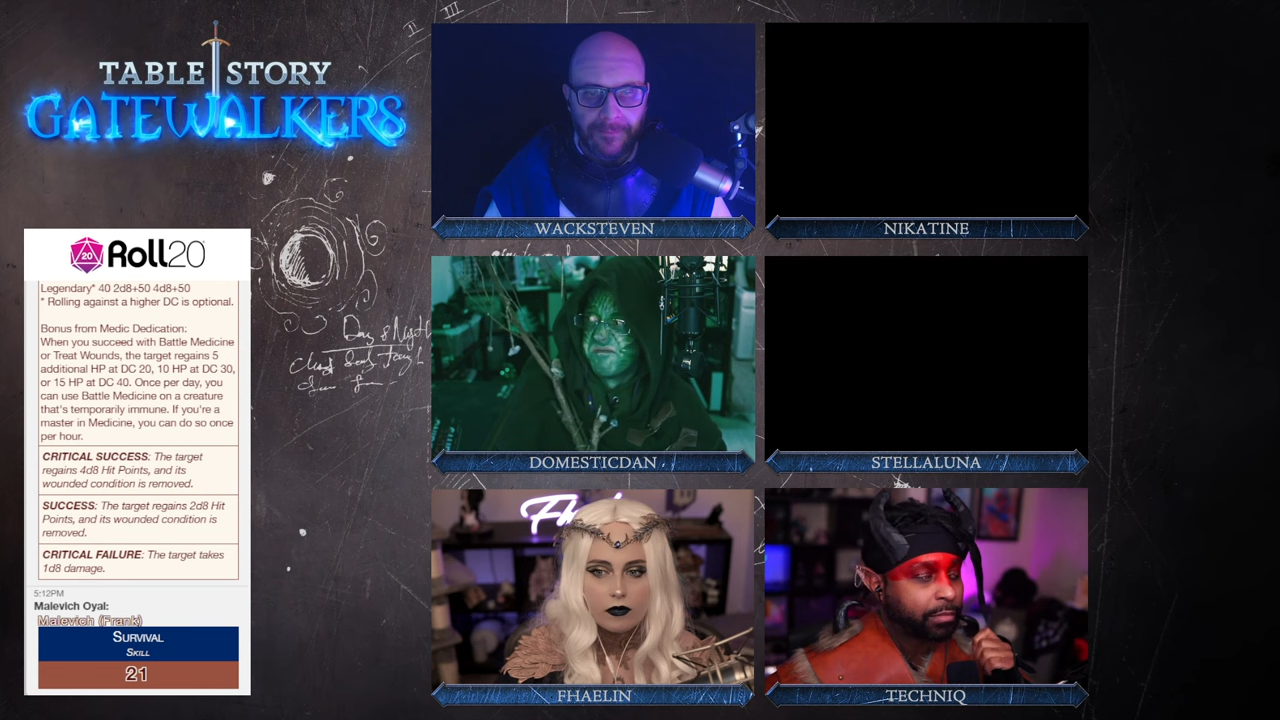 TABLE STORY
GATEWALKERS
Roll20
20
Legendary* 40 2d8+50 4d8+50
* Rolling against a higher DC is optional.
Bonus from Medic Dedication:
When you succeed with Battle Medicine
or Treat Wounds, the target regains 5
additional HP at DC 20, 10 HP at DC 30,
or 15 HP at DC 40. Once per day, you
can use Battle Medicine on a creature
that's temporarily immune. If you're a
master in Medicine, you can do so once
per hour.
CRITICAL SUCCESS: The target
regains 4d8 Hit Points, and its
wounded condition is removed.
SUCCESS: The target regains 2d8 Hit
Points, and its wounded condition is
removed.
CRITICAL FAILURE: The target takes
1d8 damage.
5:12PM
Malevich Oyal:
Malevich (Frank)
SURVIVAL
SKILL
21
II
III
Day & Night
WACKSTEVEN
NIKATINE
DOMESTICDAN
STELLALUNA
FHAELIN
TECHNIQ